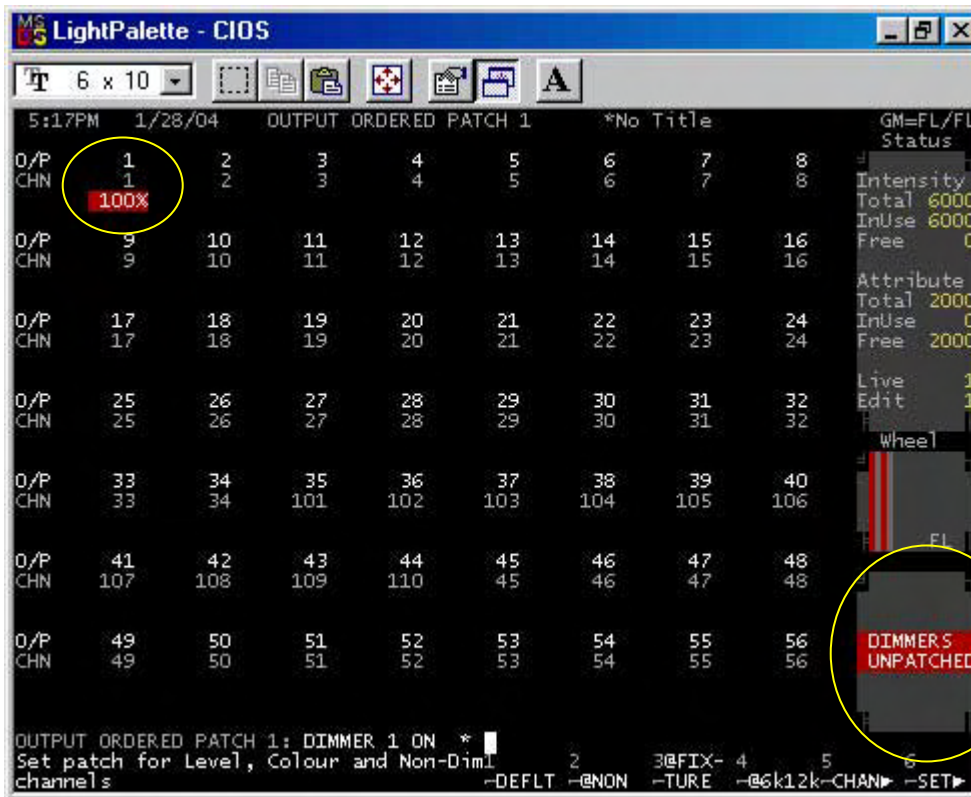 LightPalette - CIOS
6 x 10
A
5:17PM 1/28/04 OUTPUT ORDERED PATCH 1 *No Title GM=FL/FL
Status
O/P 1 2 3 4 5 6 7 8
CHN 1 2 3 4 5 6 7 8
100%
Intensity
Total 6000
InUse 6000
Free 0
O/P 9 10 11 12 13 14 15 16
CHN 9 10 11 12 13 14 15 16
Attribute
Total 2000
InUse 0
Free 2000
O/P 17 18 19 20 21 22 23 24
CHN 17 18 19 20 21 22 23 24
Live 1
Edit 1
O/P 25 26 27 28 29 30 31 32
CHN 25 26 27 28 29 30 31 32
Wheel
O/P 33 34 35 36 37 38 39 40
CHN 33 34 101 102 103 104 105 106
FL
O/P 41 42 43 44 45 46 47 48
CHN 107 108 109 110 45 46 47 48
O/P 49 50 51 52 53 54 55 56
CHN 49 50 51 52 53 54 55 56
DIMMERS
UNPATCHED
OUTPUT ORDERED PATCH 1: DIMMER 1 ON *
Set patch for Level, Colour and Non-Dim
channels
1 2 3@FIX- 4 5 6
DEFLT @NON TURE @6k12k CHAN SET